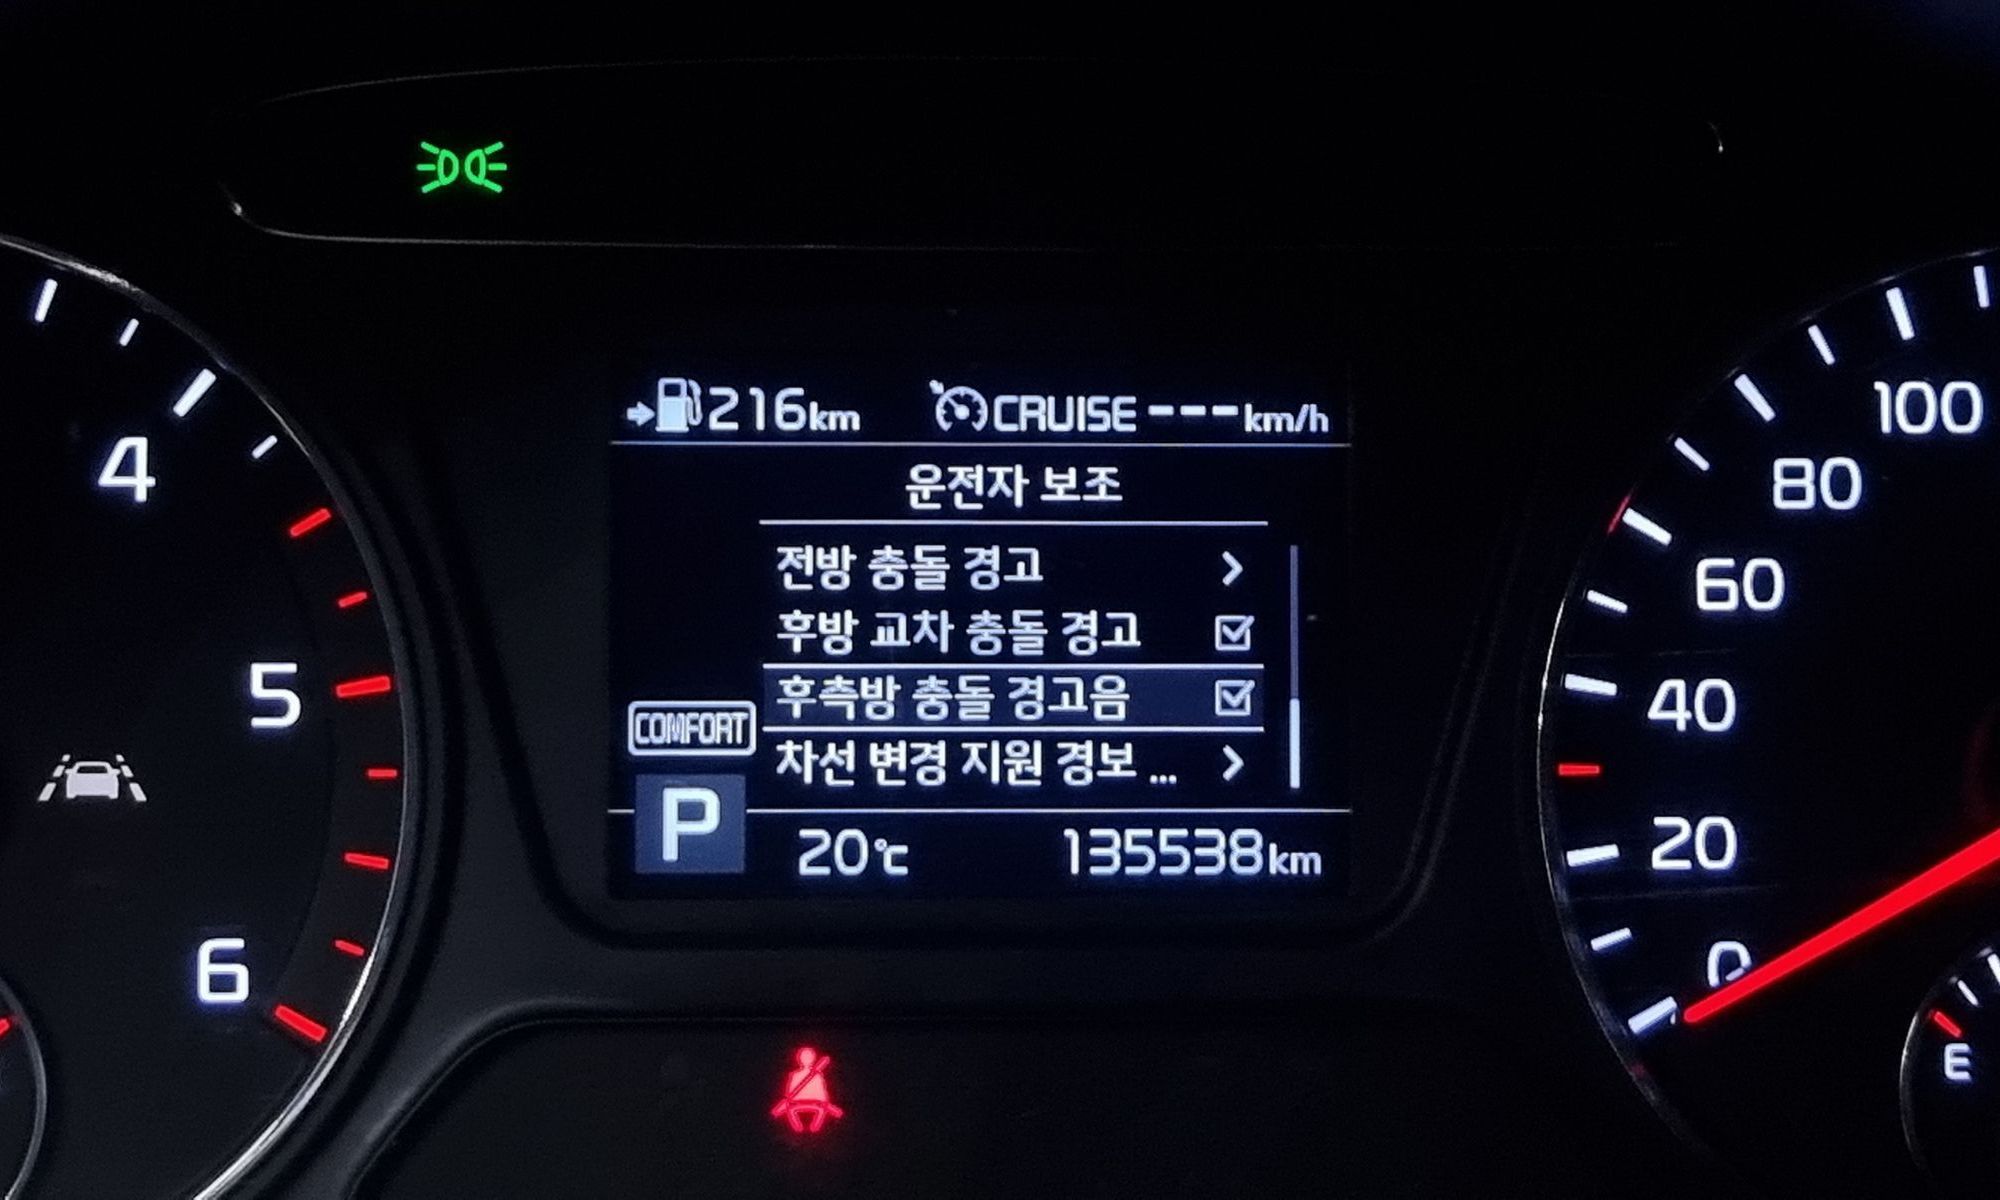 216km CRUISE ---km/h
운전자 보조
전방 충돌 경고
후방 교차 충돌 경고
후측방 충돌 경고음
차선 변경 지원 경보 ...
COMFORT
P
20℃ 135538km
4
5
6
100
80
60
40
20
0
E